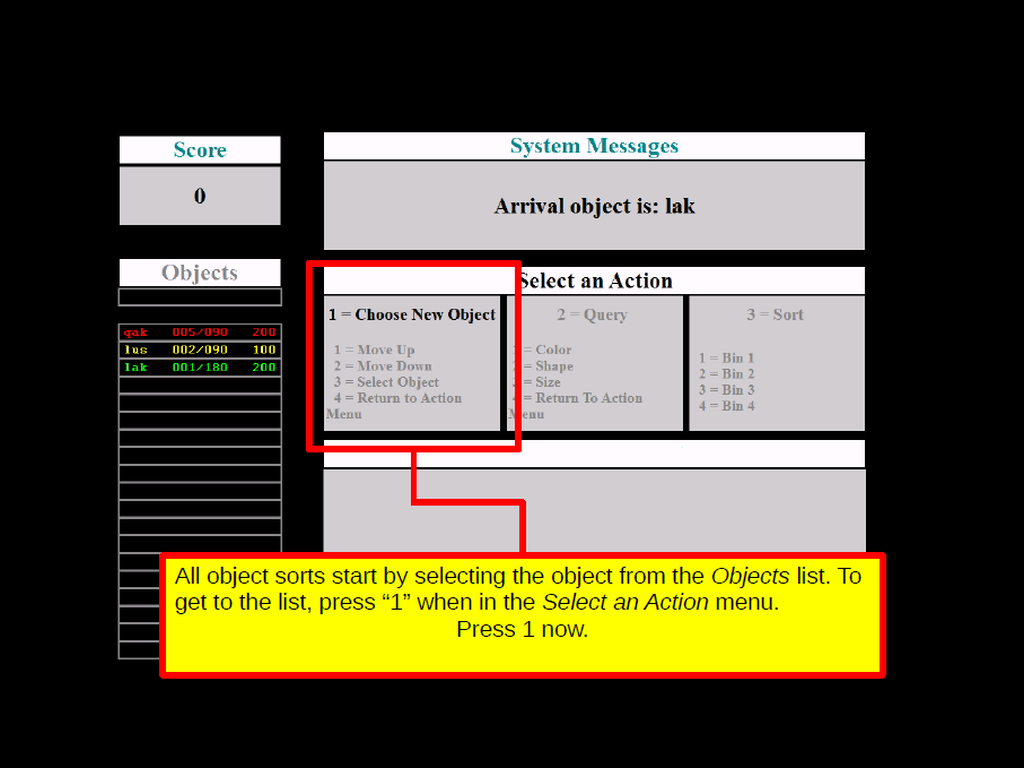 Score
0
Objects
qak 005/090 200
lus 002/090 100
lak 001/180 200
System Messages
Arrival object is: lak
Select an Action
1 = Choose New Object
1 = Move Up
2 = Move Down
3 = Select Object
4 = Return to Action
Menu
2 = Query
= Color
= Shape
= Size
= Return To Action
Menu
3 = Sort
1 = Bin 1
2 = Bin 2
3 = Bin 3
4 = Bin 4
All object sorts start by selecting the object from the Objects list. To
get to the list, press “1” when in the Select an Action menu.
Press 1 now.